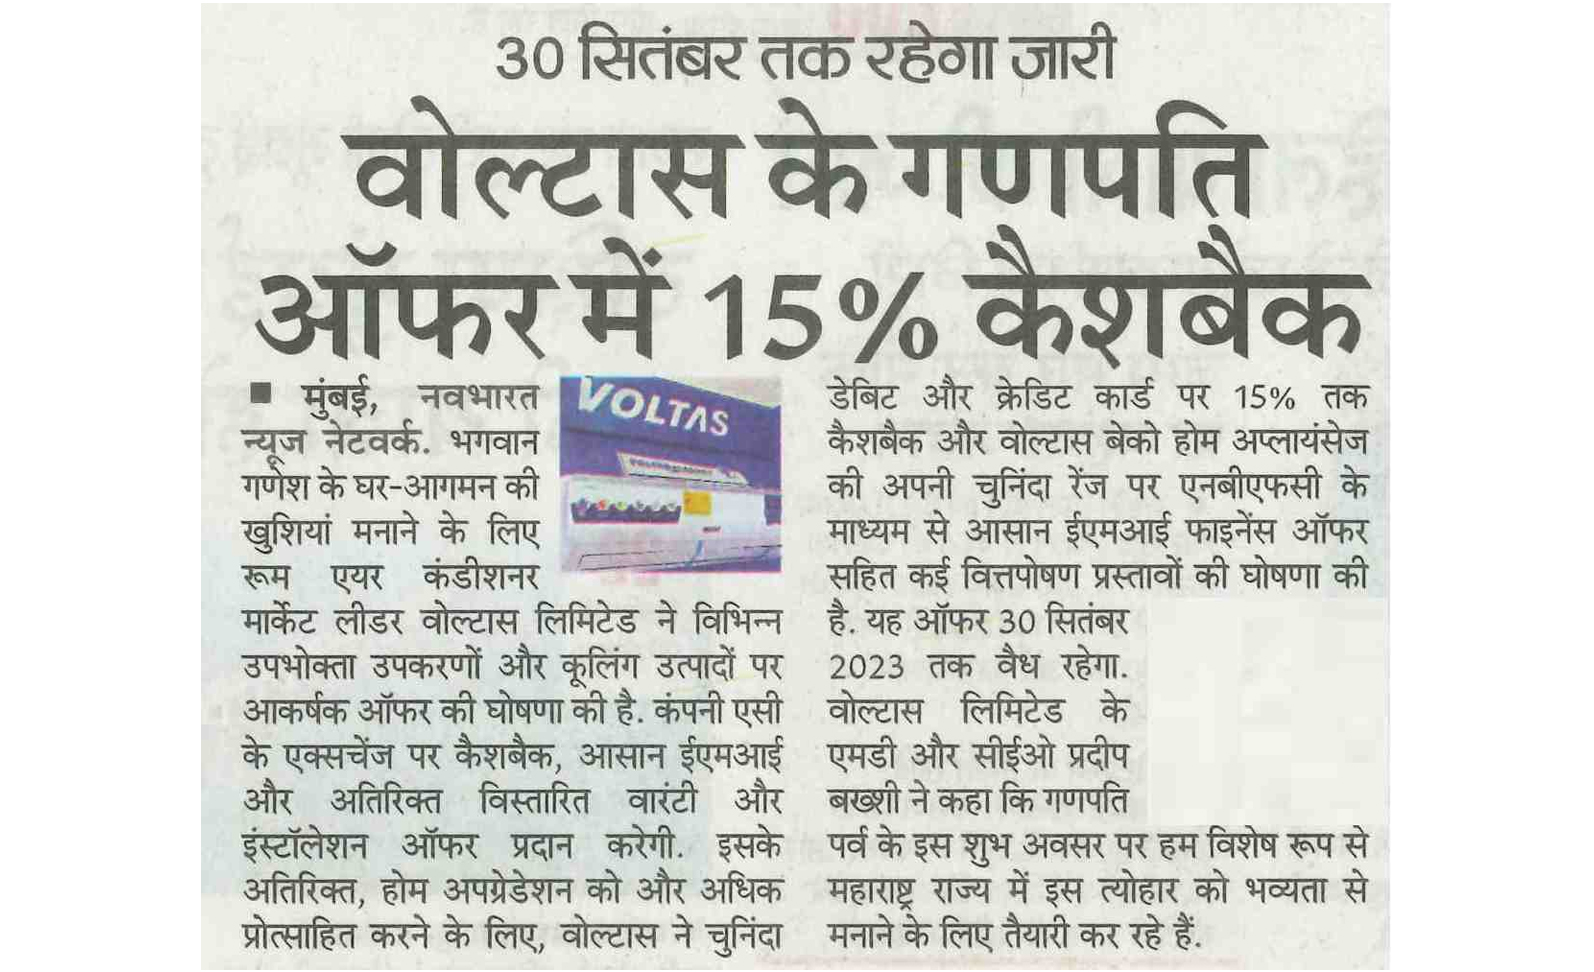 30 सितंबर तक रहेगा जारी
वोल्टास के गणपति
ऑफर में 15% कैशबैक
■ मुंबई, नवभारत
न्यूज नेटवर्क. भगवान
गणेश के घर-आगमन की
खुशियां मनाने के लिए
रूम एयर कंडीशनर
मार्केट लीडर वोल्टास लिमिटेड ने विभिन्न
उपभोक्ता उपकरणों और कूलिंग उत्पादों पर
आकर्षक ऑफर की घोषणा की है. कंपनी एसी
के एक्सचेंज पर कैशबैक, आसान ईएमआई
और अतिरिक्त विस्तारित वारंटी और
इंस्टॉलेशन ऑफर प्रदान करेगी. इसके
अतिरिक्त, होम अपग्रेडेशन को और अधिक
प्रोत्साहित करने के लिए, वोल्टास ने चुनिंदा
VOLTAS
डेबिट और क्रेडिट कार्ड पर 15% तक
कैशबैक और वोल्टास बेको होम अप्लायंसेज
की अपनी चुनिंदा रेंज पर एनबीएफसी के
माध्यम से आसान ईएमआई फाइनेंस ऑफर
सहित कई वित्तपोषण प्रस्तावों की घोषणा की
है. यह ऑफर 30 सितंबर
2023 तक वैध रहेगा.
वोल्टास लिमिटेड के
एमडी और सीईओ प्रदीप
बख्शी ने कहा कि गणपति
पर्व के इस शुभ अवसर पर हम विशेष रूप से
महाराष्ट्र राज्य में इस त्योहार को भव्यता से
मनाने के लिए तैयारी कर रहे हैं.